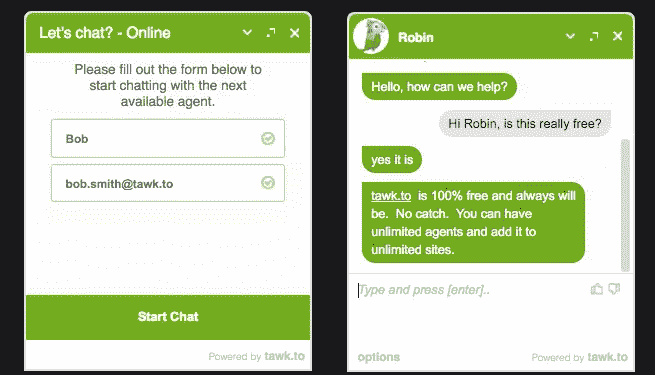 Let's chat? - Online
Please fill out the form below to
start chatting with the next
available agent.
Bob
bob.smith@tawk.to
Start Chat
Powered by tawk.to
Robin
Hello, how can we help?
Hi Robin, is this really free?
yes it is
tawk.to is 100% free and always will
be. No catch. You can have
unlimited agents and add it to
unlimited sites.
Type and press [enter]..
options
Powered by tawk.to